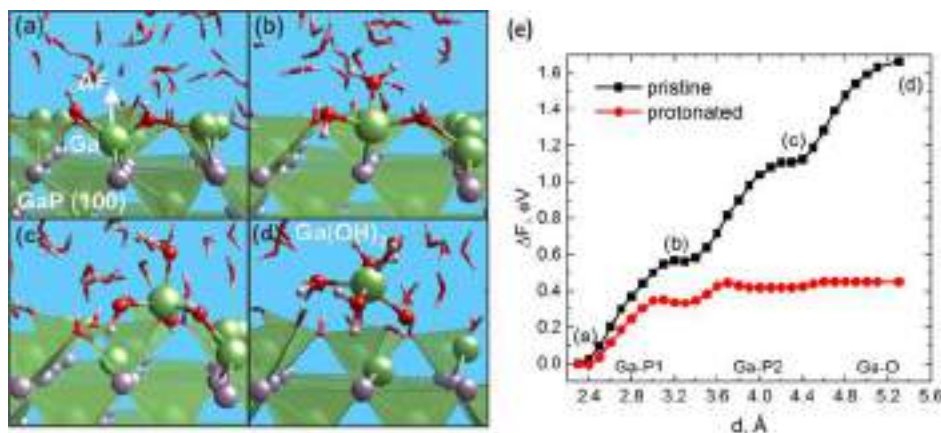 (a)
ΔF
Ga
GaP (100)
(b)
(c)
(d)
Ga(OH)
(e)
1.6
1.4
1.2
1.0
0.8
0.6
0.4
0.2
0.0
ΔF, eV
pristine
protonated
(a)
(b)
(c)
(d)
Ga-P1
Ga-P2
Ga-O
2.4 2.8 3.2 3.6 4.0 4.4 4.8 5.2 5.6
d, Å